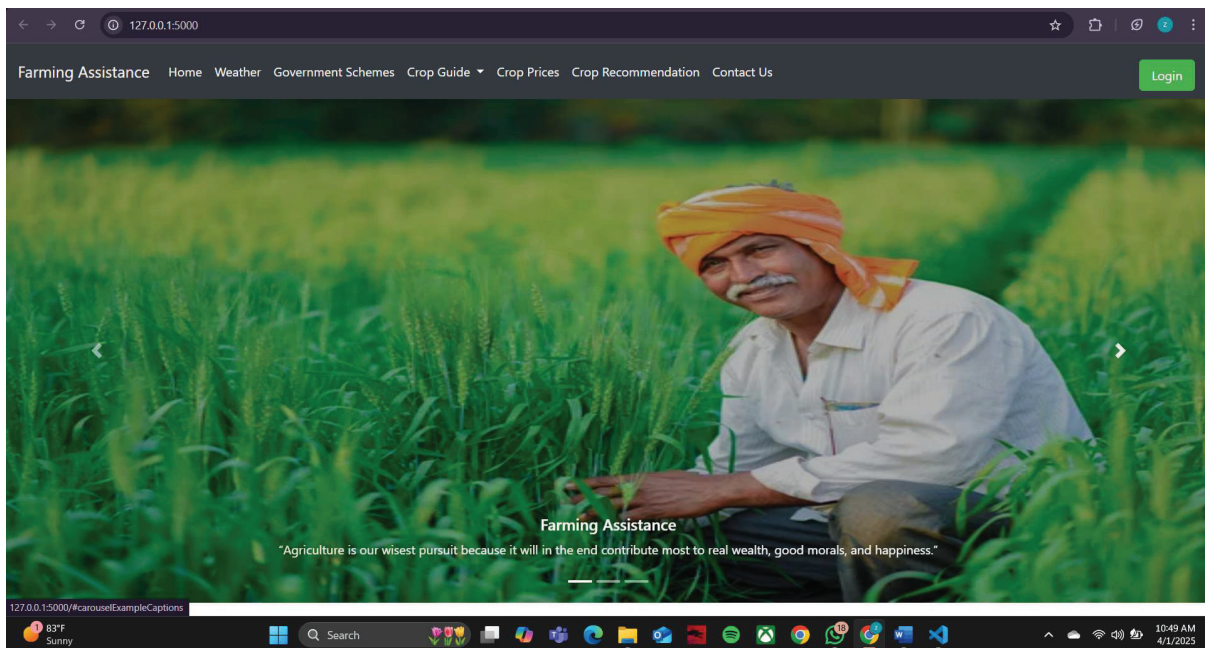 127.0.0.1:5000
Z
Farming Assistance Home Weather Government Schemes Crop Guide Crop Prices Crop Recommendation Contact Us Login
Farming Assistance
“Agriculture is our wisest pursuit because it will in the end contribute most to real wealth, good morals, and happiness.”
127.0.0.1:5000/#carouselExampleCaptions
1 83°F
Sunny
Search
18
10:49 AM
4/1/2025